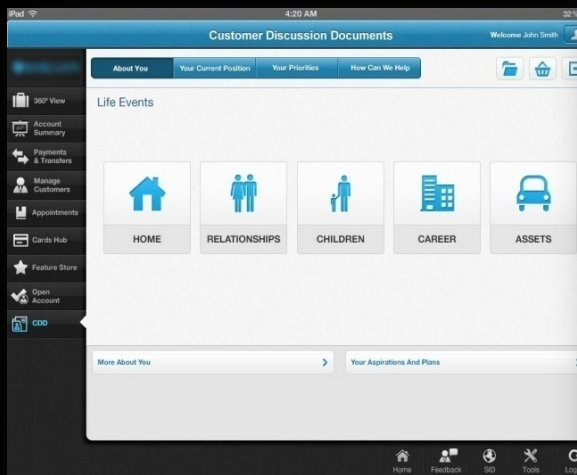 iPad
4:20 AM
32%
Customer Discussion Documents
Welcome John Smith
About You
Your Current Position
Your Priorities
How Can We Help
360° View
Account
Summary
Payments
& Transfers
Manage
Customers
Appointments
Cards Hub
Feature Store
Open
Account
CDD
Life Events
HOME
RELATIONSHIPS
CHILDREN
CAREER
ASSETS
More About You
Your Aspirations And Plans
Home
Feedback
SID
Tools